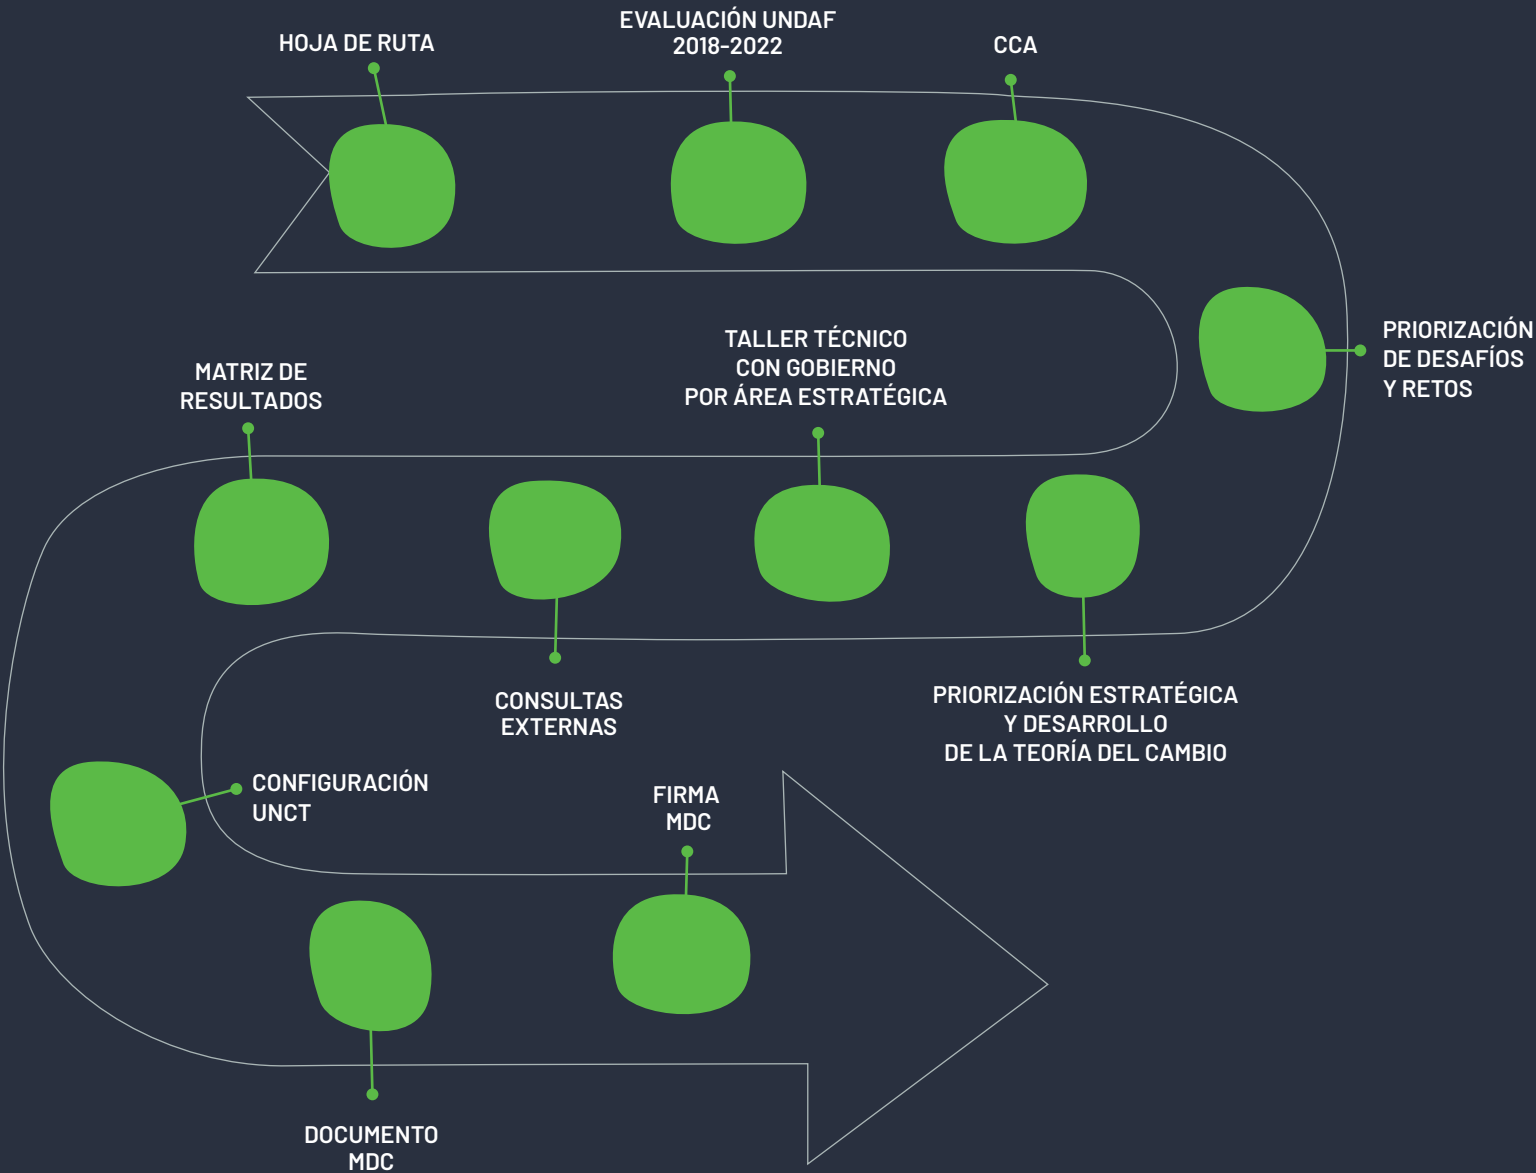 HOJA DE RUTA
EVALUACIÓN UNDAF
2018-2022
CCA
PRIORIZACIÓN
DE DESAFÍOS
Y RETOS
PRIORIZACIÓN ESTRATÉGICA
Y DESARROLLO
DE LA TEORÍA DEL CAMBIO
TALLER TÉCNICO
CON GOBIERNO
POR ÁREA ESTRATÉGICA
CONSULTAS
EXTERNAS
MATRIZ DE
RESULTADOS
CONFIGURACIÓN
UNCT
DOCUMENTO
MDC
FIRMA
MDC